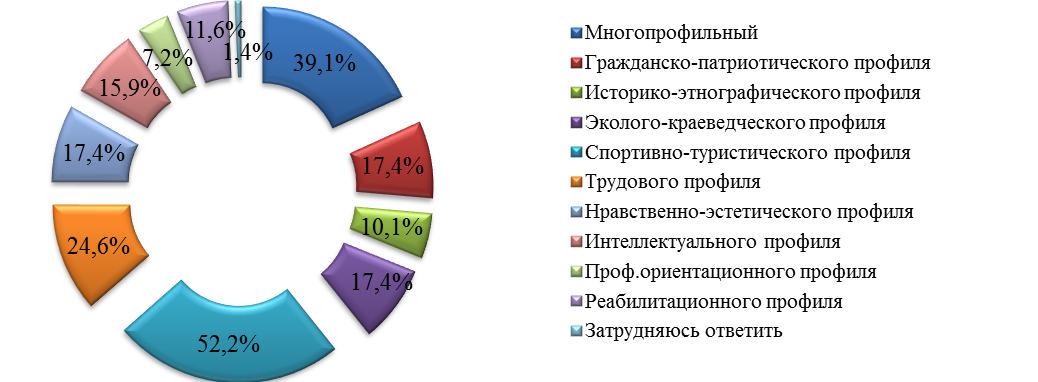 11,6%
1,4%
7,2%
39,1%
15,9%
17,4%
17,4%
10,1%
24,6%
17,4%
52,2%
Многопрофильный
Гражданско-патриотического профиля
Историко-этнографического профиля
Эколого-краеведческого профиля
Спортивно-туристического профиля
Трудового профиля
Нравственно-эстетического профиля
Интеллектуального профиля
Проф.ориентационного профиля
Реабилитационного профиля
Затрудняюсь ответить